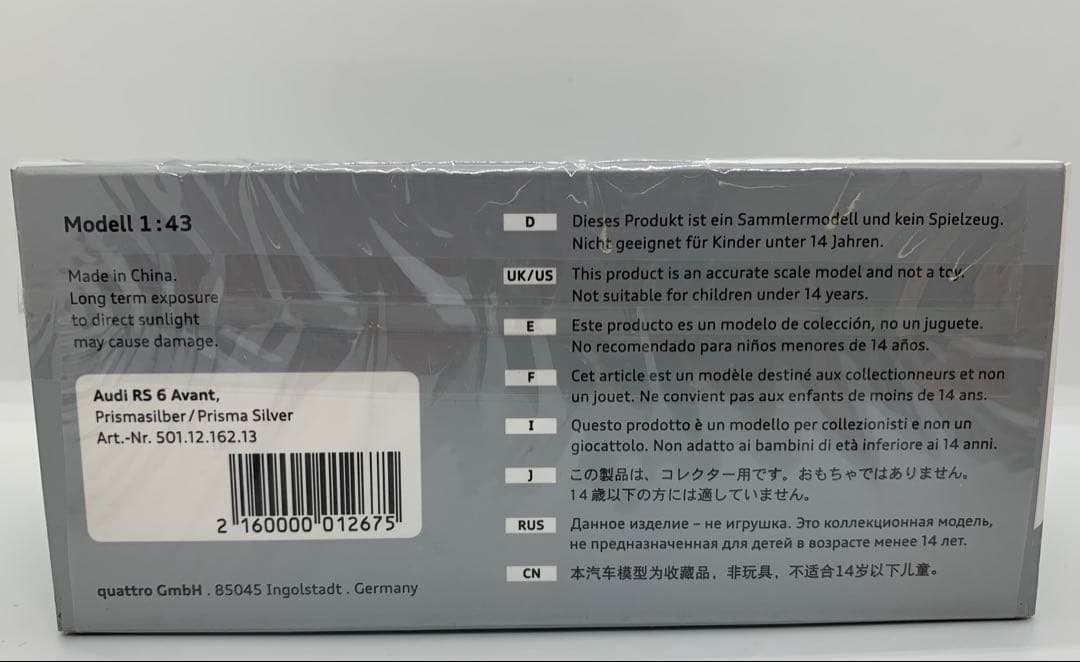 Modell 1:43
Made in China.
Long term exposure
to direct sunlight
may cause damage.
Audi RS 6 Avant,
Prismasilber/Prisma Silver
Art.-Nr. 501.12.162.13
2 160000 012675
quattro GmbH . 85045 Ingolstadt . Germany
D
Dieses Produkt ist ein Sammlermodell und kein Spielzeug.
Nicht geeignet für Kinder unter 14 Jahren.
UK/US
This product is an accurate scale model and not a toy.
Not suitable for children under 14 years.
E
Este producto es un modelo de colección, no un juguete.
No recomendado para niños menores de 14 años.
F
Cet article est un modèle destiné aux collectionneurs et non
un jouet. Ne convient pas aux enfants de moins de 14 ans.
I
Questo prodotto è un modello per collezionisti e non un
giocattolo. Non adatto ai bambini di età inferiore ai 14 anni.
J
この製品は、コレクター用です。おもちゃではありません。
14歳以下の方には適していません。
RUS
Данное изделие – не игрушка. Это коллекционная модель,
не предназначенная для детей в возрасте менее 14 лет.
CN
本汽车模型为收藏品，非玩具，不适合14岁以下儿童。